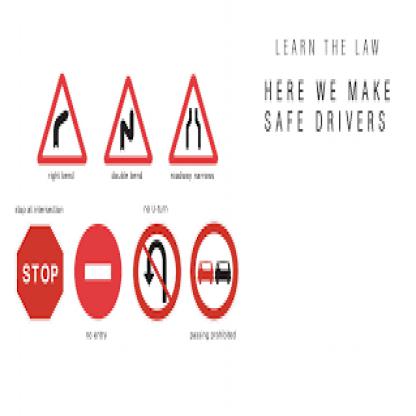 LEARN THE LAW
HERE WE MAKE
SAFE DRIVERS
right bend
double bend
roadway narrows
stop at intersection
no U-turn
STOP
no entry
passing prohibited